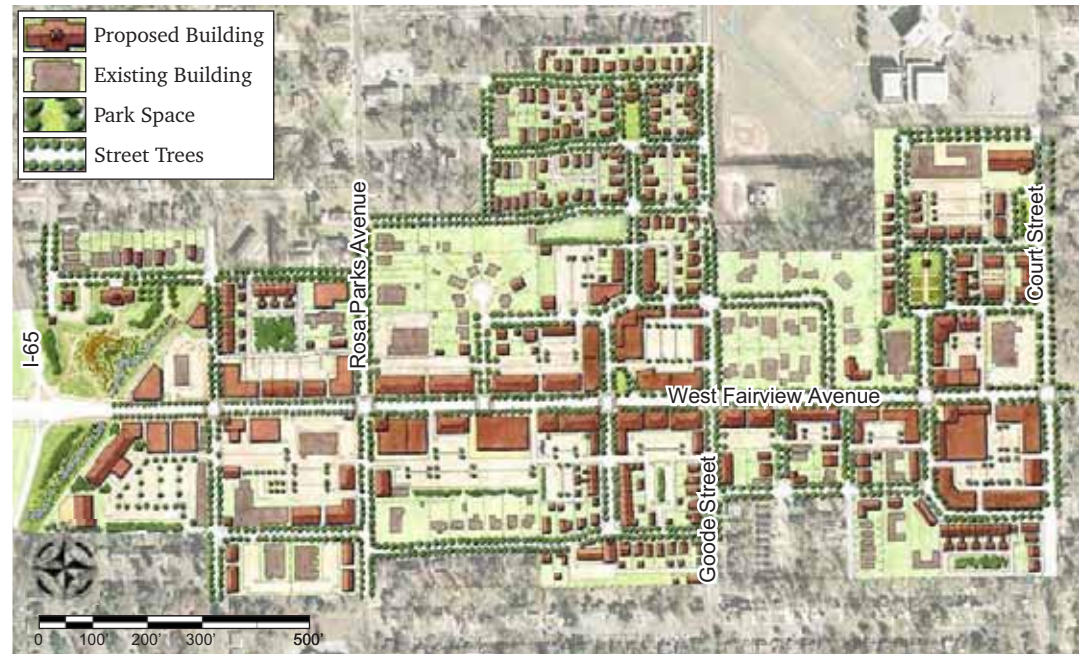 Proposed Building
Existing Building
Park Space
Street Trees
Rosa Parks Avenue
Court Street
I-65
West Fairview Avenue
Goode Street
0 100' 200' 300' 500'